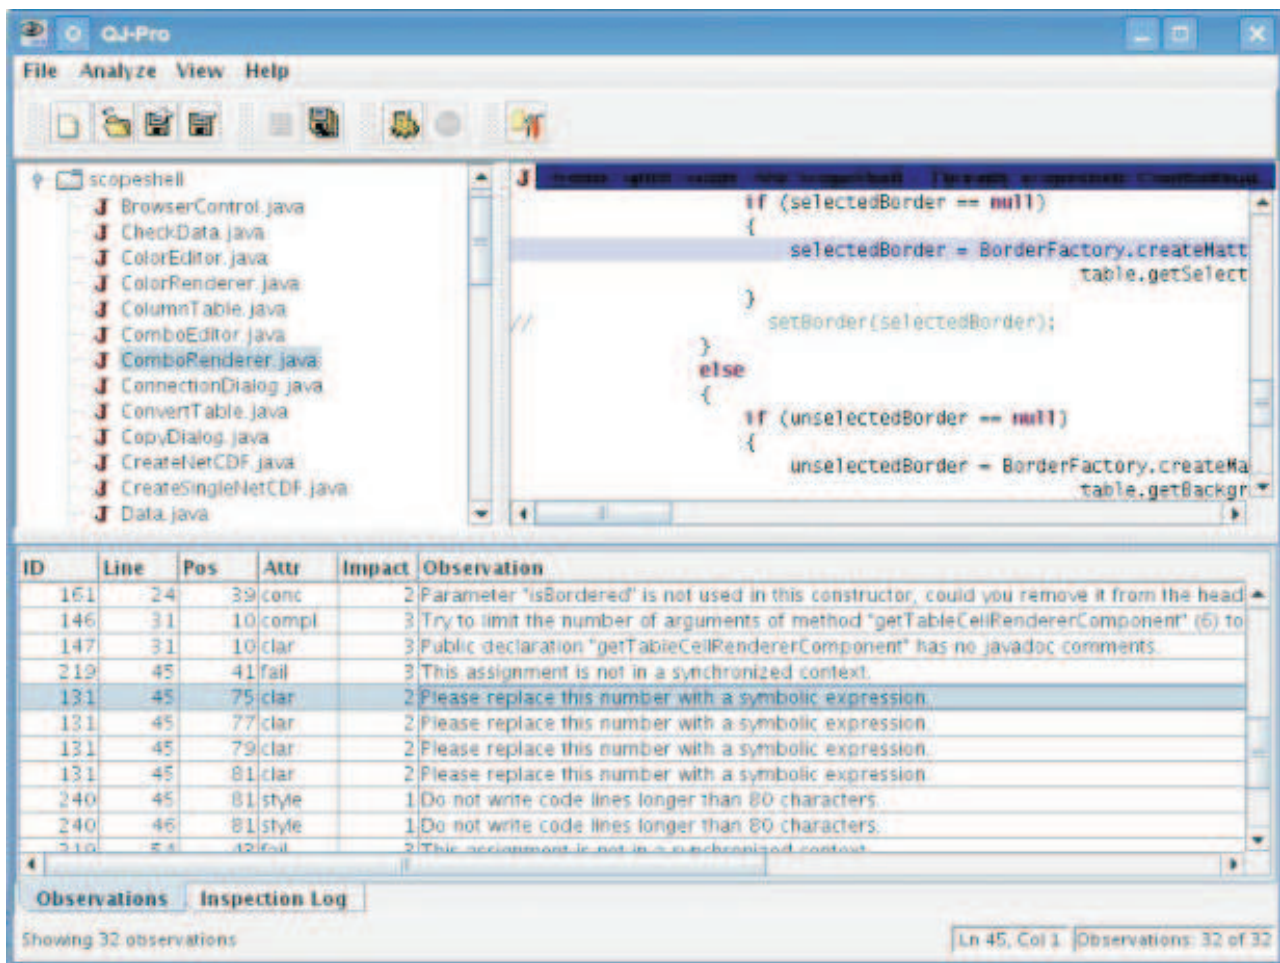 QJ-Pro
File Analyze View Help
scopeshell
BrowserControl.java
CheckData.java
ColorEditor.java
ColorRenderer.java
ColumnTable.java
ComboEditor.java
ComboRenderer.java
ConnectionDialog.java
ConvertTable.java
CopyDialog.java
CreateNetCDF.java
CreateSingleNetCDF.java
Data.java
if (selectedBorder == null)
{
selectedBorder = BorderFactory.createMatt
table.getSelect
}
// setBorder(selectedBorder);
}
else
{
if (unselectedBorder == null)
{
unselectedBorder = BorderFactory.createMa
table.getBackgr
ID Line Pos Attr Impact Observation
161 24 39 conc 2 Parameter "isBordered" is not used in this constructor, could you remove it from the head
146 31 10 compl 3 Try to limit the number of arguments of method "getTableCellRendererComponent" (6) to
147 31 10 clar 3 Public declaration "getTableCellRendererComponent" has no javadoc comments.
219 45 41 fail 3 This assignment is not in a synchronized context.
131 45 75 clar 2 Please replace this number with a symbolic expression.
131 45 77 clar 2 Please replace this number with a symbolic expression.
131 45 79 clar 2 Please replace this number with a symbolic expression.
131 45 81 clar 2 Please replace this number with a symbolic expression.
240 45 81 style 1 Do not write code lines longer than 80 characters.
240 46 81 style 1 Do not write code lines longer than 80 characters.
This assignment is not in a synchronized context.
Observations Inspection Log
Showing 32 observations
Ln 45, Col 1 Observations: 32 of 32